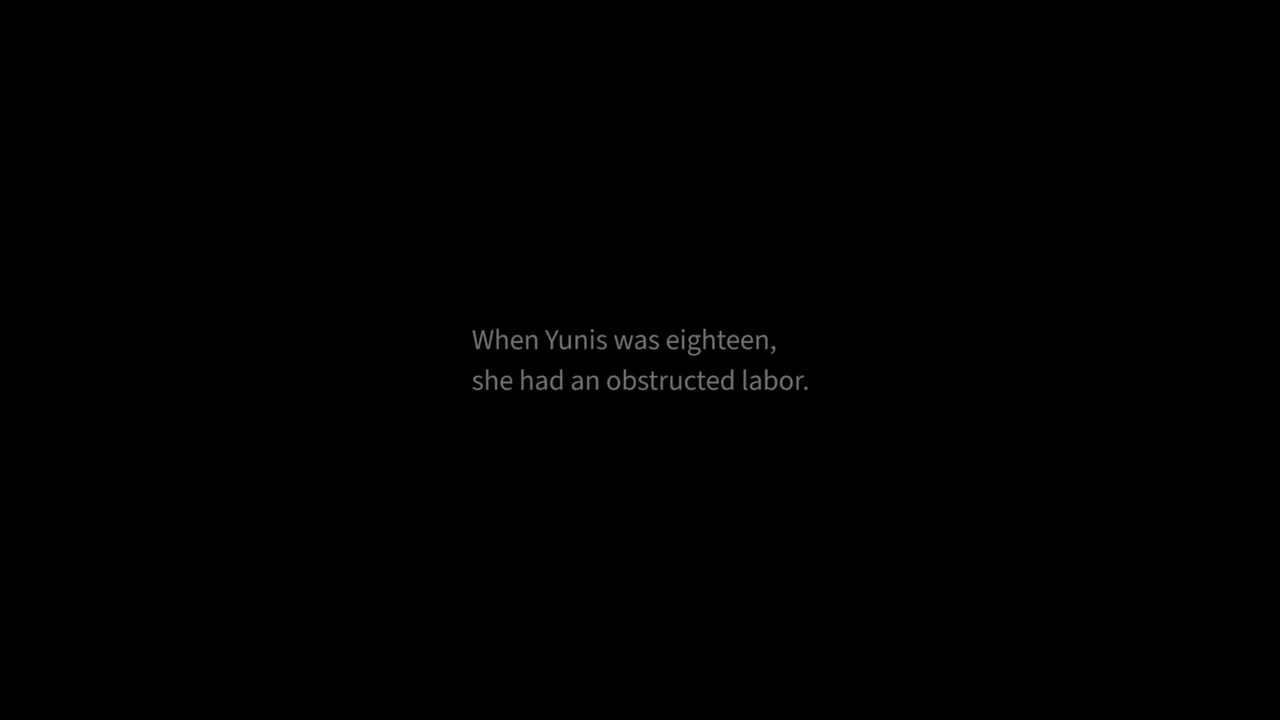 When Yunis was eighteen,
she had an obstructed labor.